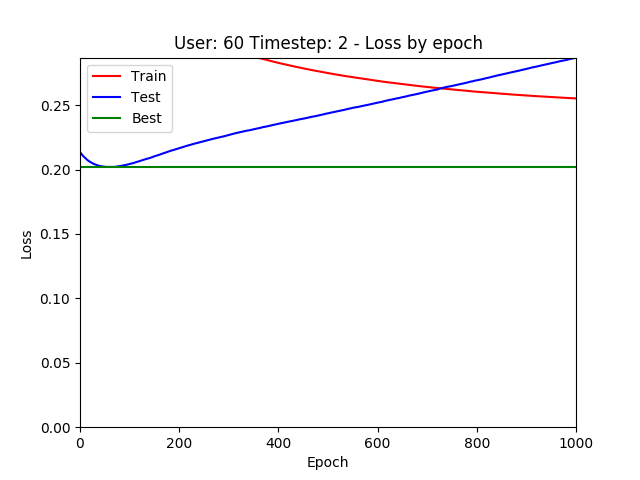 User: 60 Timestep: 2 - Loss by epoch
Train
Test
Best
0.25
0.20
0.15
0.10
0.05
0.00
Loss
0 200 400 600 800 1000
Epoch